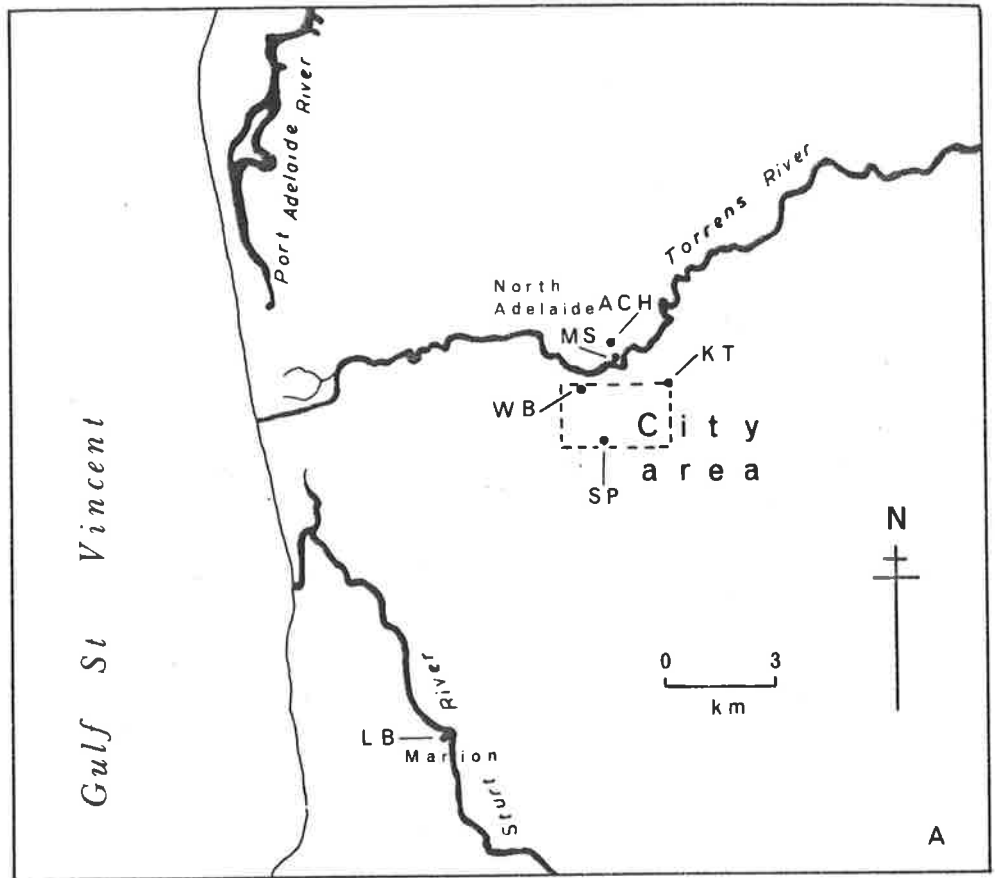 Port Adelaide River
Torrens River
North
Adelaide
ACH
MS
KT
WB
City
area
SP
Gulf St Vincent
N
0 3
km
Sturt River
LB
Marion
A